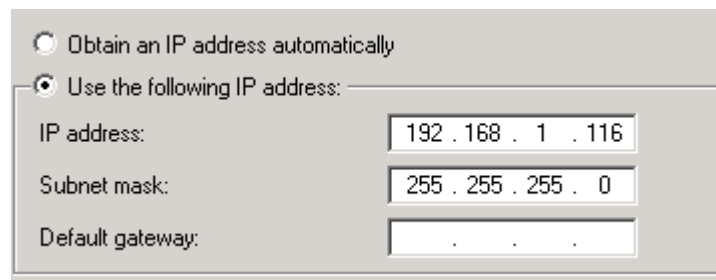 Obtain an IP address automatically
Use the following IP address:
IP address: 192 . 168 . 1 . 116
Subnet mask: 255 . 255 . 255 . 0
Default gateway: . . .